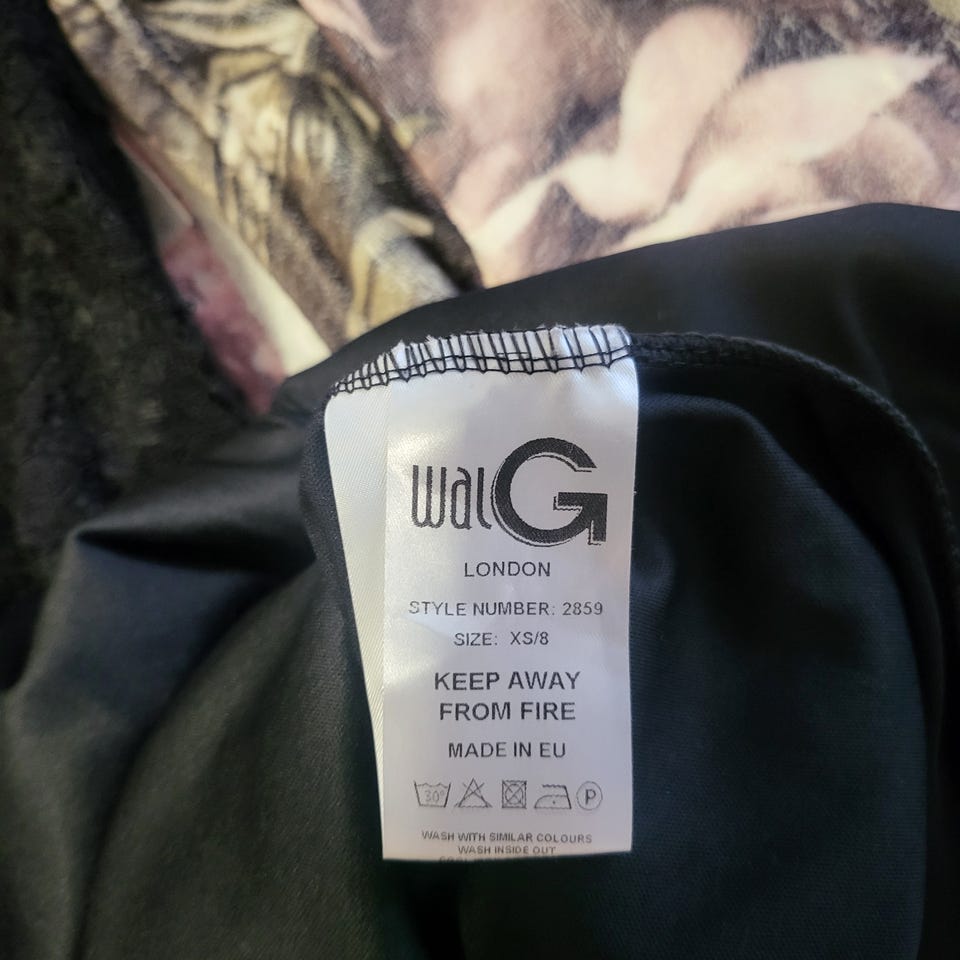 wal G
LONDON
STYLE NUMBER: 2859
SIZE: XS/8
KEEP AWAY
FROM FIRE
MADE IN EU
30° P
WASH WITH SIMILAR COLOURS
WASH INSIDE OUT